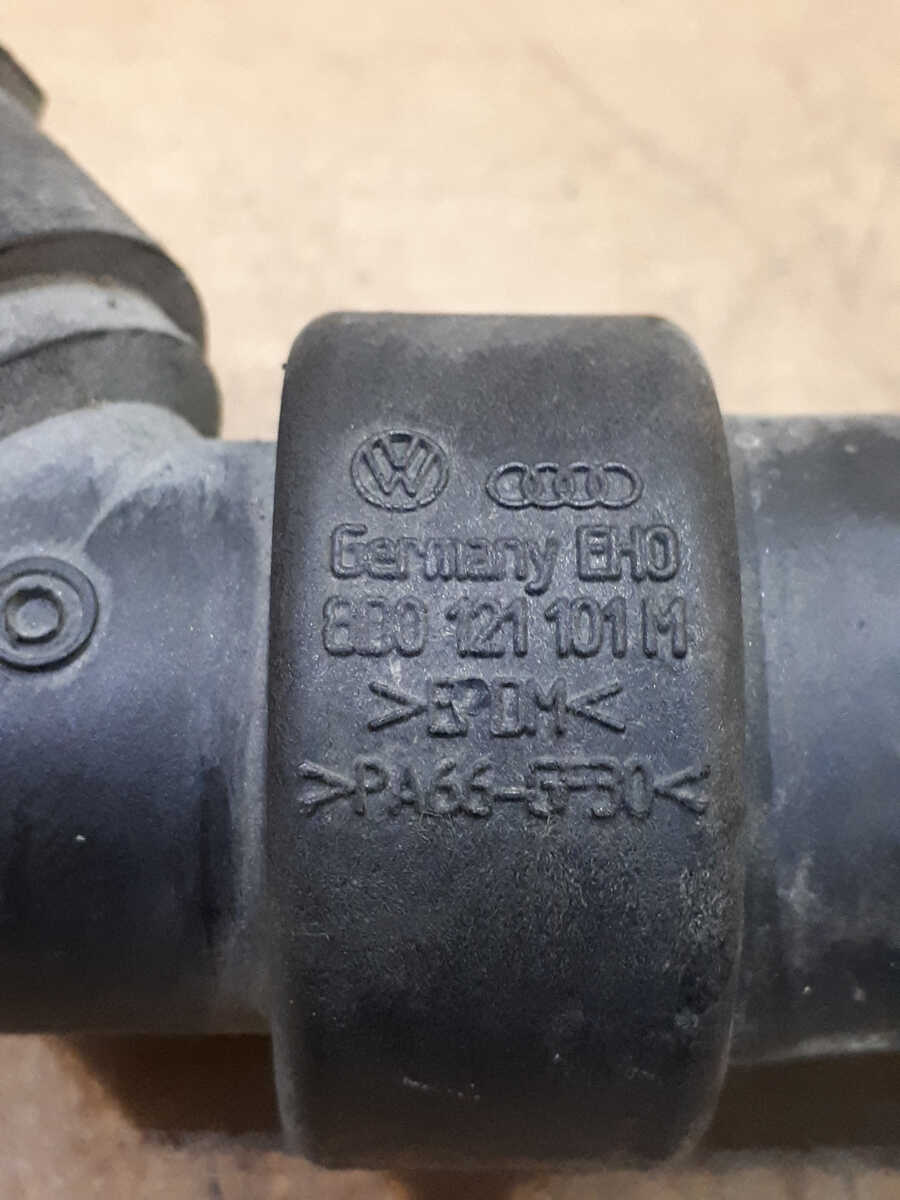 Germany EHO
8D0 121 101 M
>EPDM<
>PA66-GF30<